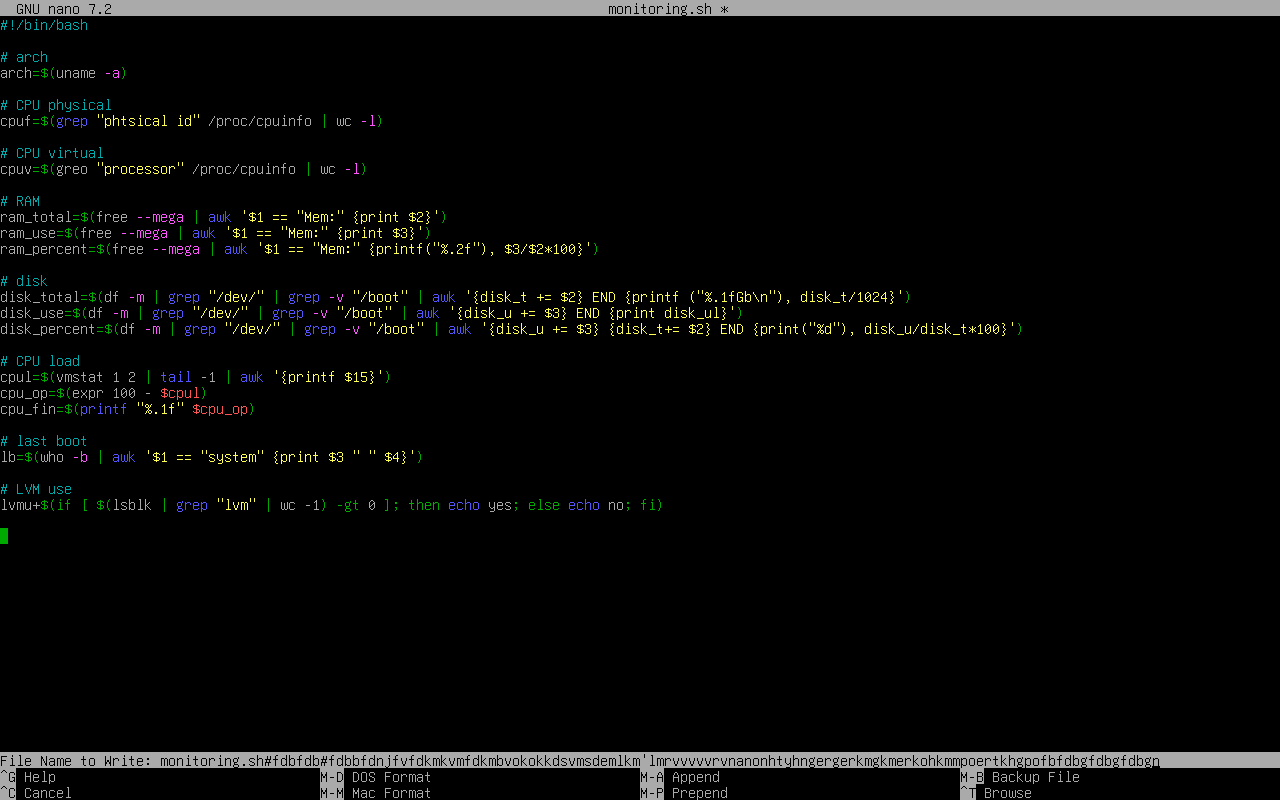 GNU nano 7.2 monitoring.sh *
#!/bin/bash
# arch
arch=$(uname -a)
# CPU physical
cpuf=$(grep "phtsical id" /proc/cpuinfo | wc -l)
# CPU virtual
cpuv=$(greo "processor" /proc/cpuinfo | wc -l)
# RAM
ram_total=$(free --mega | awk '$1 == "Mem:" {print $2}')
ram_use=$(free --mega | awk '$1 == "Mem:" {print $3}')
ram_percent=$(free --mega | awk '$1 == "Mem:" {printf("%.2f"), $3/$2*100}')
# disk
disk_total=$(df -m | grep "/dev/" | grep -v "/boot" | awk '{disk_t += $2} END {printf ("%.1fGb\n"), disk_t/1024}')
disk_use=$(df -m | grep "/dev/" | grep -v "/boot" | awk '{disk_u += $3} END {print disk_ul}')
disk_percent=$(df -m | grep "/dev/" | grep -v "/boot" | awk '{disk_u += $3} {disk_t+= $2} END {print("%d"), disk_u/disk_t*100}')
# CPU load
cpul=$(vmstat 1 2 | tail -1 | awk '{printf $15}')
cpu_op=$(expr 100 - $cpul)
cpu_fin=$(printf "%.1f" $cpu_op)
# last boot
lb=$(who -b | awk '$1 == "system" {print $3 " " $4}')
# LVM use
lvmu+$(if [ $(lsblk | grep "lvm" | wc -1) -gt 0 ]; then echo yes; else echo no; fi)
File Name to Write: monitoring.sh#fdbfdb#fdbbfdnjfvfdkmkvmfdkmbvokokkdsvmsdemlkm'lmrvvvvvrvnanonhtyhngergerkmgkmerkohkmmpoertkhgpofbfdbgfdbgfdbgn
^G Help M-D DOS Format M-A Append M-B Backup File
^C Cancel M-M Mac Format M-P Prepend ^T Browse